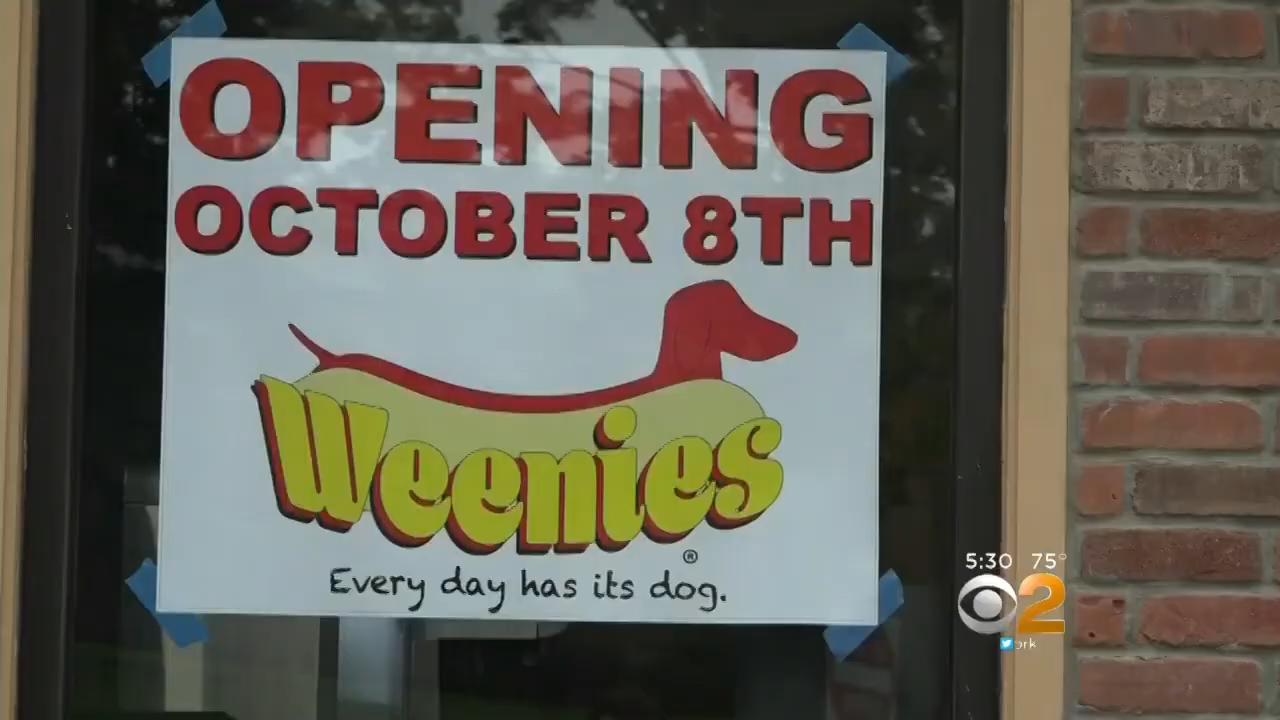 OPENING
OCTOBER 8TH
Weenies
®
Every day has its dog.
5:30 75°
2